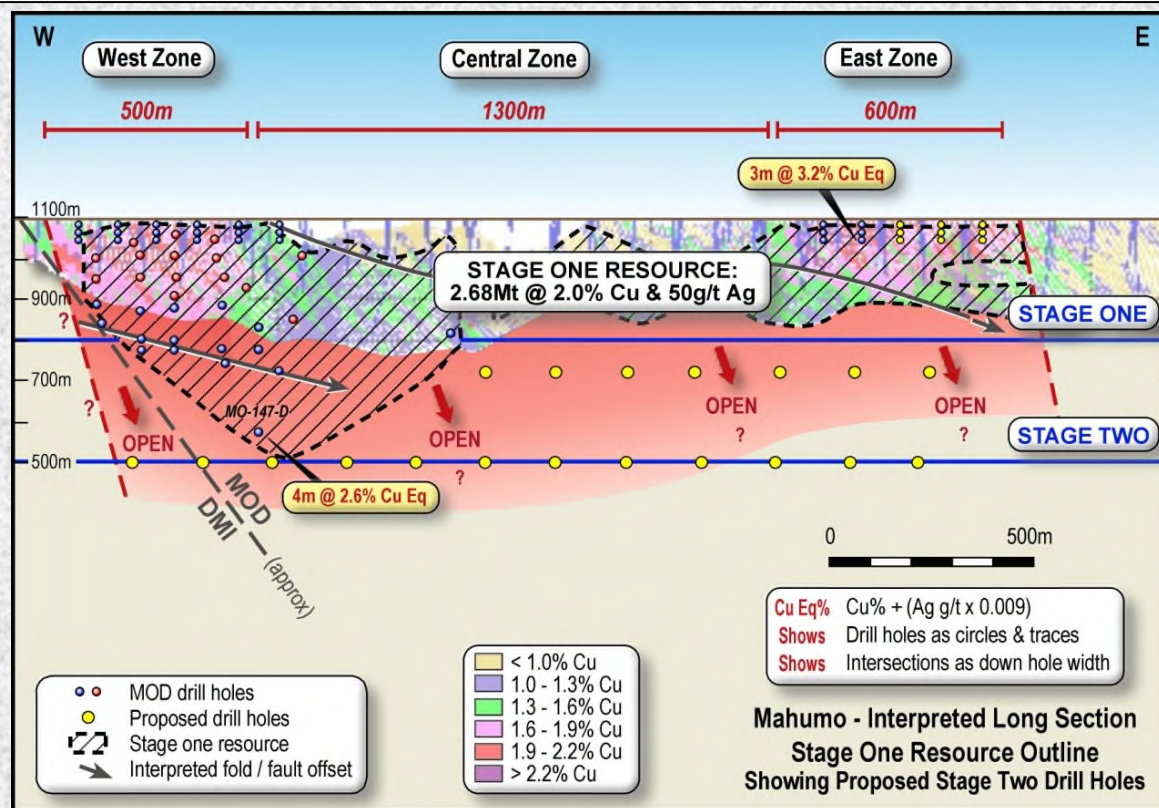 W
E
West Zone
Central Zone
East Zone
500m
1300m
600m
3m @ 3.2% Cu Eq
1100m
STAGE ONE RESOURCE:
2.68Mt @ 2.0% Cu & 50g/t Ag
900m
?
STAGE ONE
700m
?
MO-147-D
OPEN
OPEN
?
OPEN
?
OPEN
?
STAGE TWO
500m
4m @ 2.6% Cu Eq
MOD
DMI
(approx)
0
500m
Cu Eq% Cu% + (Ag g/t x 0.009)
Shows Drill holes as circles & traces
Shows Intersections as down hole width
MOD drill holes
Proposed drill holes
Stage one resource
Interpreted fold / fault offset
< 1.0% Cu
1.0 - 1.3% Cu
1.3 - 1.6% Cu
1.6 - 1.9% Cu
1.9 - 2.2% Cu
> 2.2% Cu
Mahumo - Interpreted Long Section
Stage One Resource Outline
Showing Proposed Stage Two Drill Holes